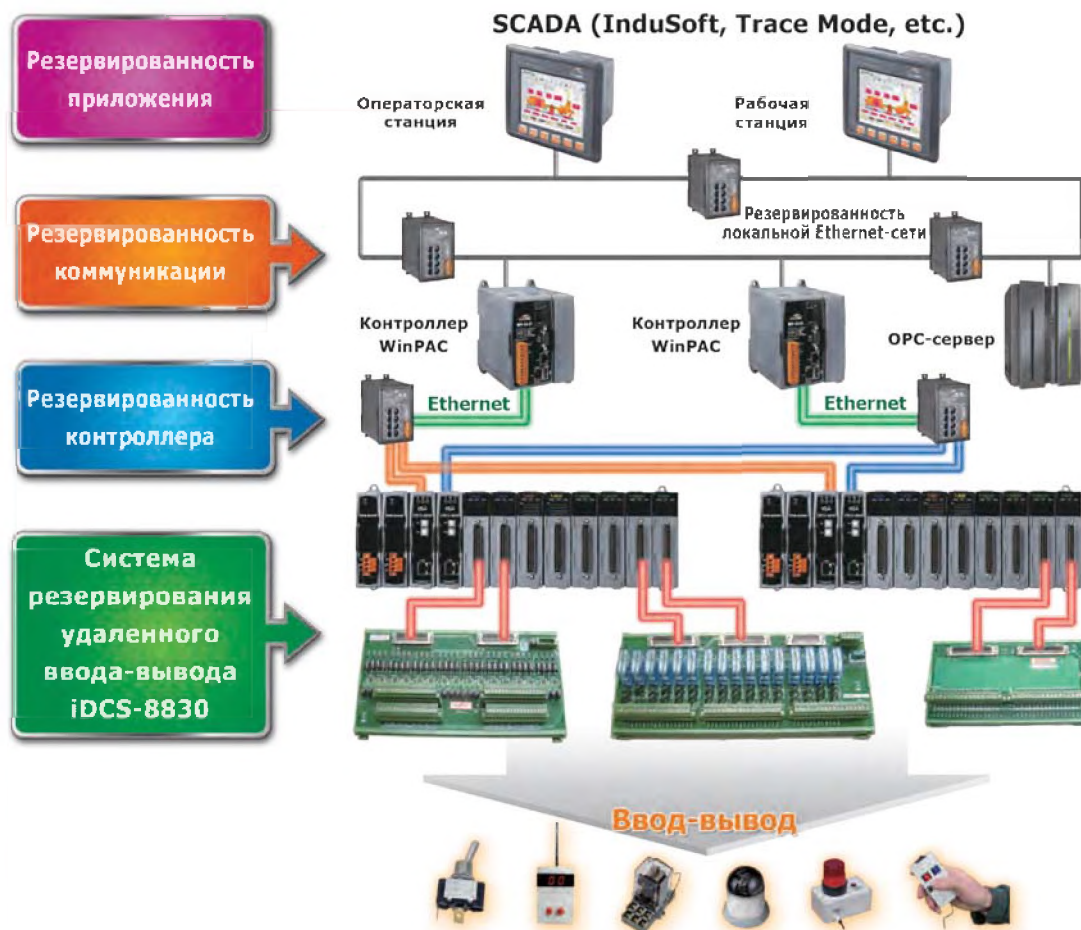 SCADA (InduSoft, Trace Mode, etc.)
Резервированность
приложения
Операторская
станция
Рабочая
станция
Резервированность
коммуникации
Резервированность
локальной Ethernet-сети
Контроллер
WinPAC
Контроллер
WinPAC
OPC-сервер
Резервированность
контроллера
Ethernet
Ethernet
Система
резервирования
удаленного
ввода-вывода
iDCS-8830
Ввод-вывод